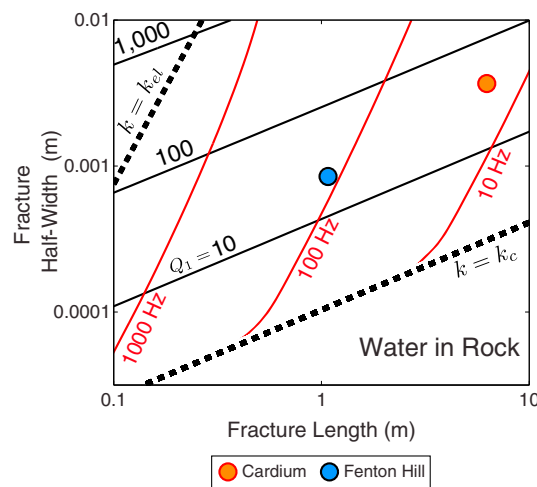 0.01
1,000
k = k_el
100
0.001
Q_1 = 10
10 Hz
100 Hz
k = k_c
0.0001
1000 Hz
Water in Rock
Fracture
Half-Width (m)
0.1
1
10
Fracture Length (m)
Cardium
Fenton Hill